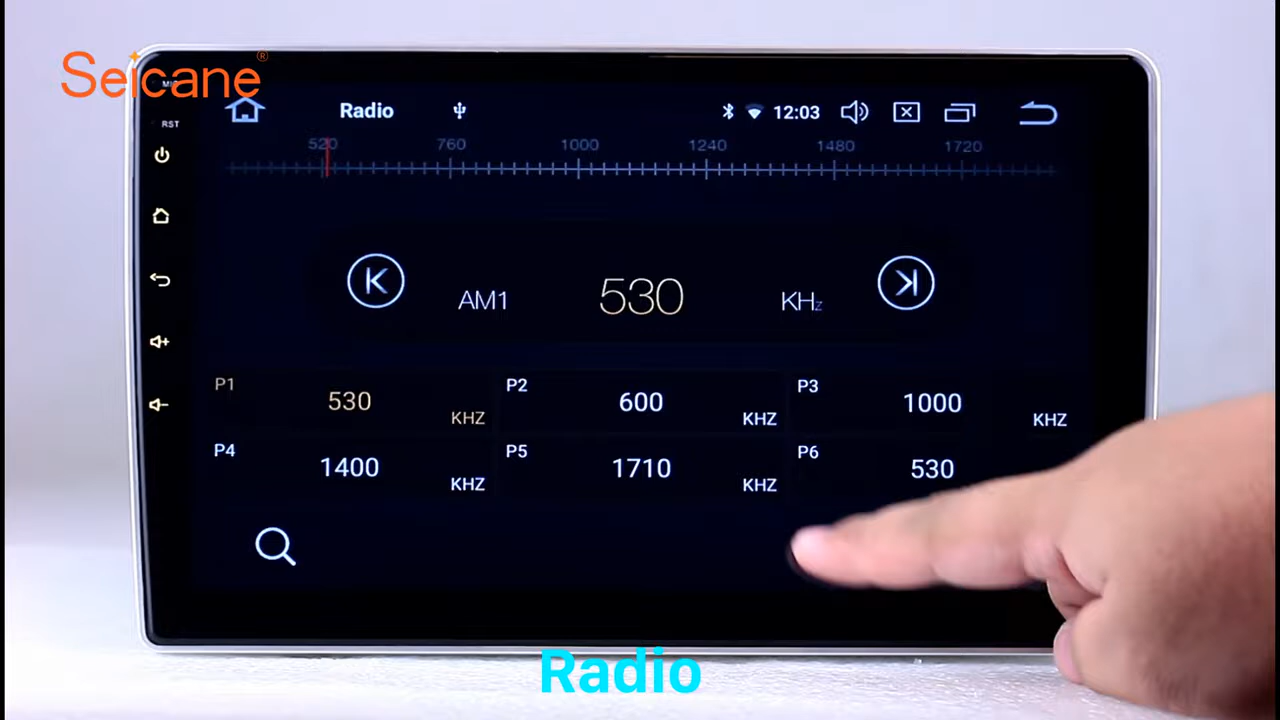 Seicane®
MIC
RST
Radio 12:03
520 760 1000 1240 1480 1720
AM1 530 KHz
P1 530 KHZ P2 600 KHZ P3 1000 KHZ
P4 1400 KHZ P5 1710 KHZ P6 530
Radio